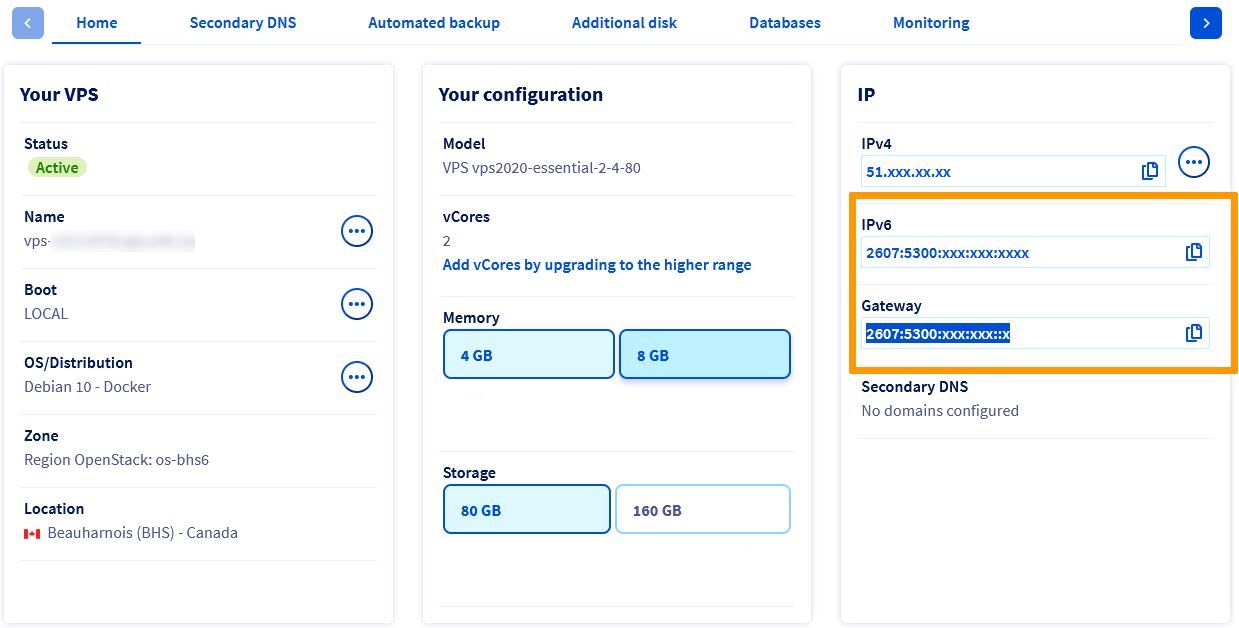 Home
Secondary DNS
Automated backup
Additional disk
Databases
Monitoring
Your VPS
Status
Active
Name
vps-
Boot
LOCAL
OS/Distribution
Debian 10 - Docker
Zone
Region OpenStack: os-bhs6
Location
Beauharnois (BHS) - Canada
Your configuration
Model
VPS vps2020-essential-2-4-80
vCores
2
Add vCores by upgrading to the higher range
Memory
4 GB
8 GB
Storage
80 GB
160 GB
IP
IPv4
51.xxx.xx.xx
IPv6
2607:5300:xxx:xxx:xxxx
Gateway
2607:5300:xxx:xxx::x
Secondary DNS
No domains configured